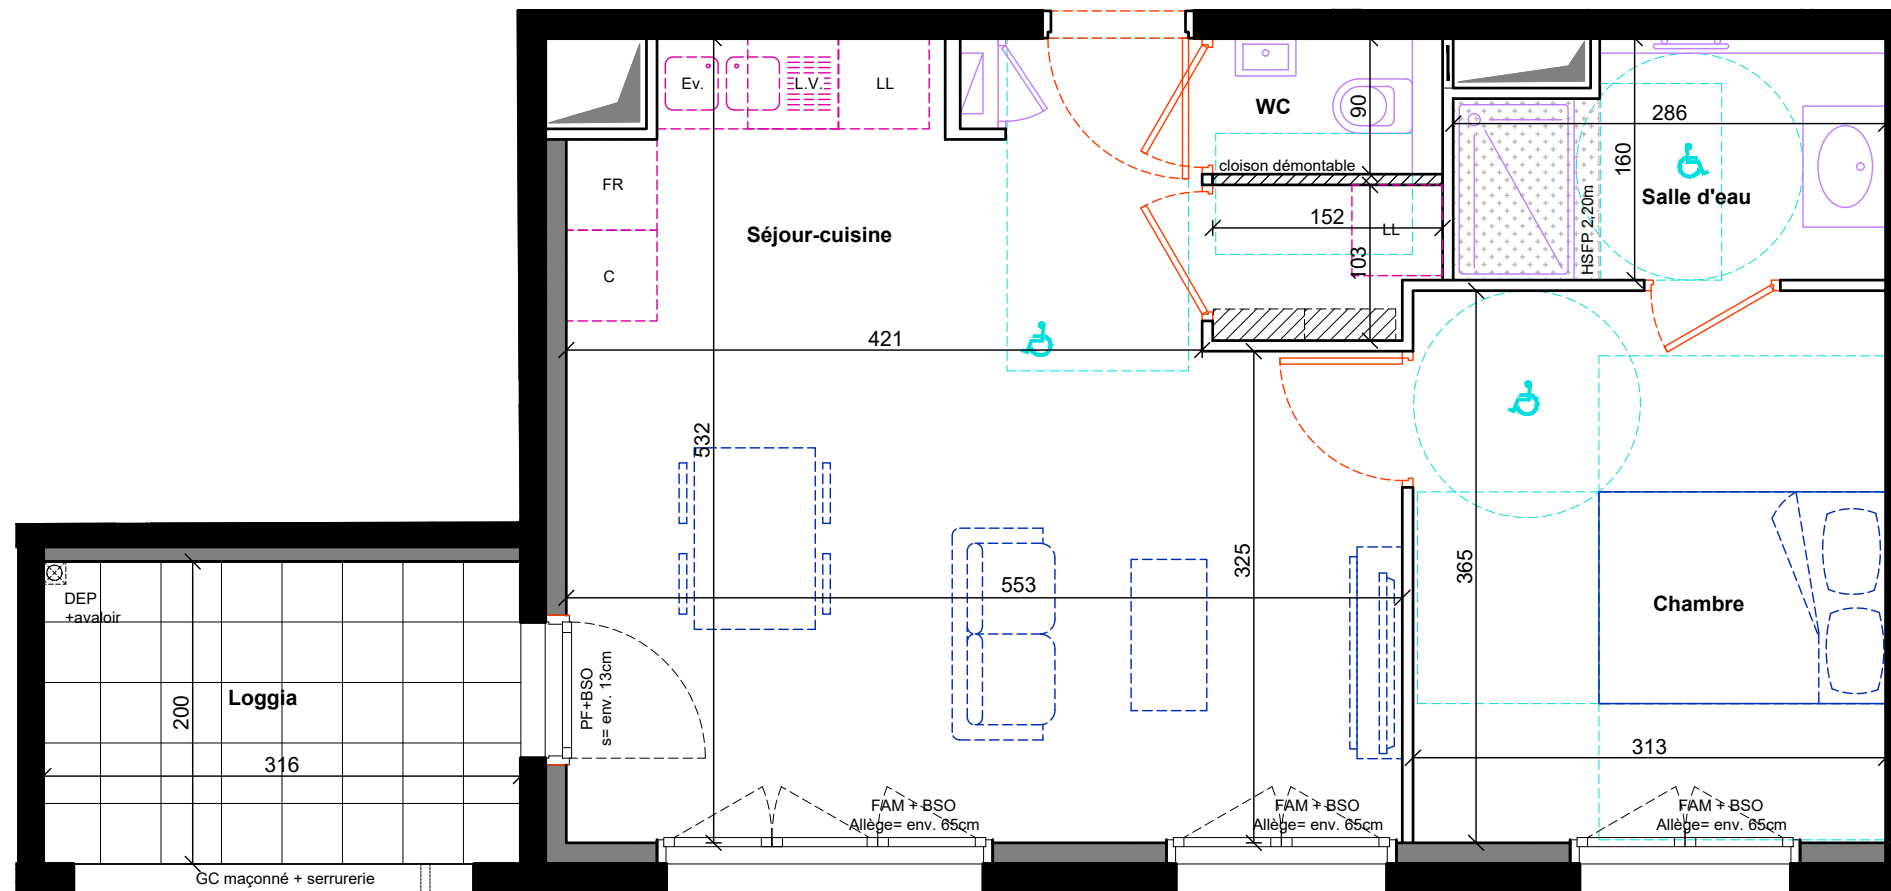 Ev.
L.V.
LL
WC
90
286
160
cloison démontable
FR
HSFP 2,20m
Salle d'eau
152
LL
Séjour-cuisine
103
C
421
532
325
365
553
DEP
+avaloir
Chambre
PF+BSO
s= env. 13cm
Loggia
200
316
313
FAM + BSO
Allège= env. 65cm
FAM + BSO
Allège= env. 65cm
FAM + BSO
Allège= env. 65cm
GC maçonné + serrurerie